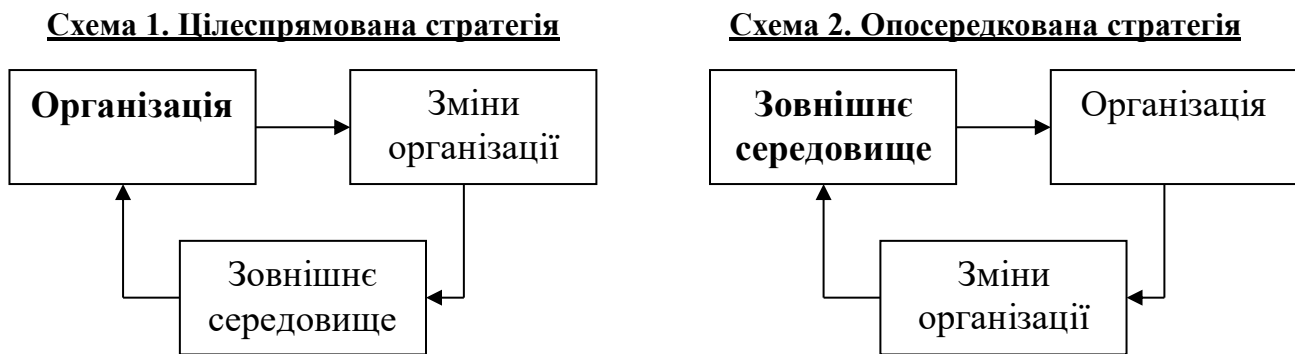 Схема 1. Цілеспрямована стратегія
Організація
Зміни
організації
Зовнішнє
середовище
Схема 2. Опосередкована стратегія
Зовнішнє
середовище
Організація
Зміни
організації